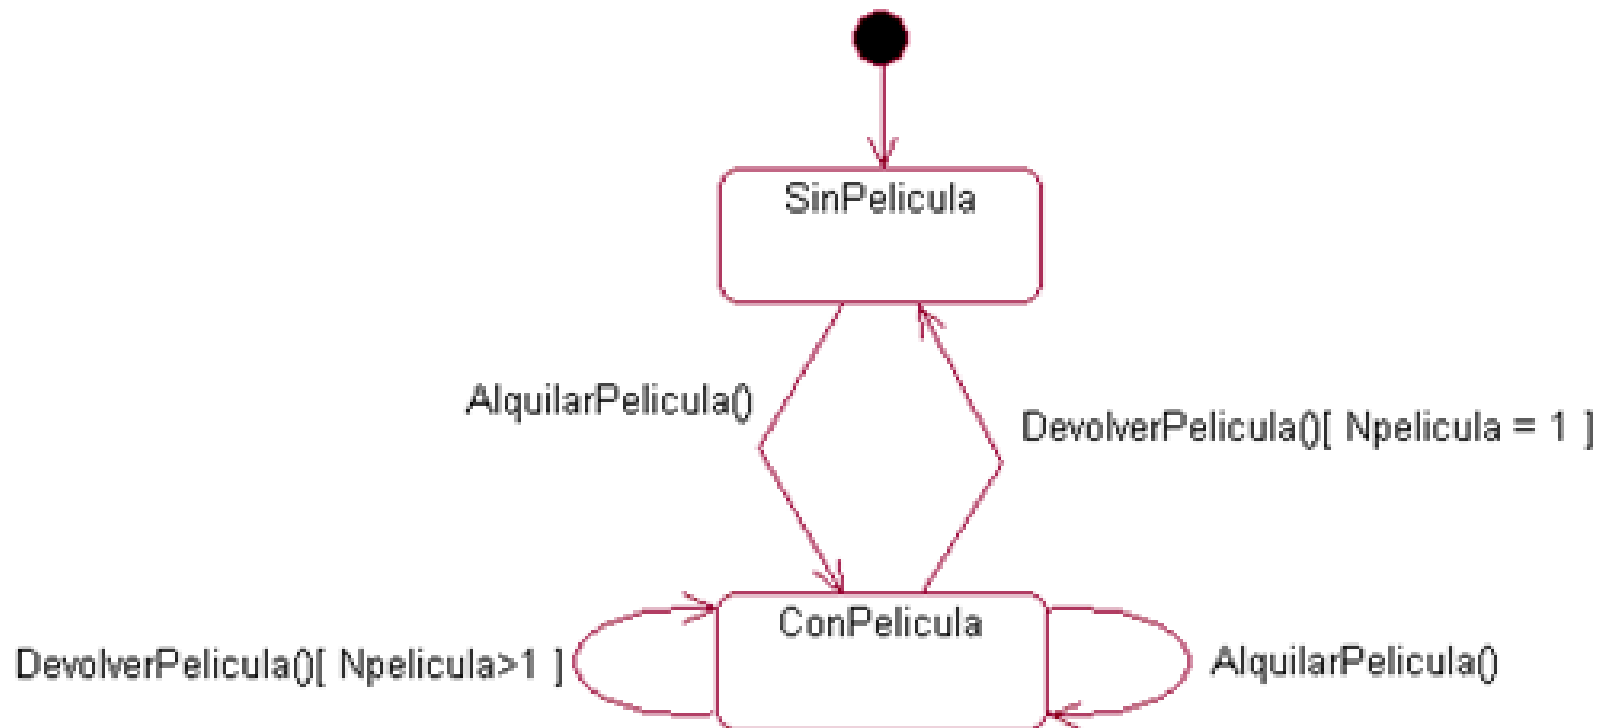 SinPelicula
AlquilarPelicula()
DevolverPelicula()[ Npelicula = 1 ]
ConPelicula
DevolverPelicula()[ Npelicula>1 ]
AlquilarPelicula()